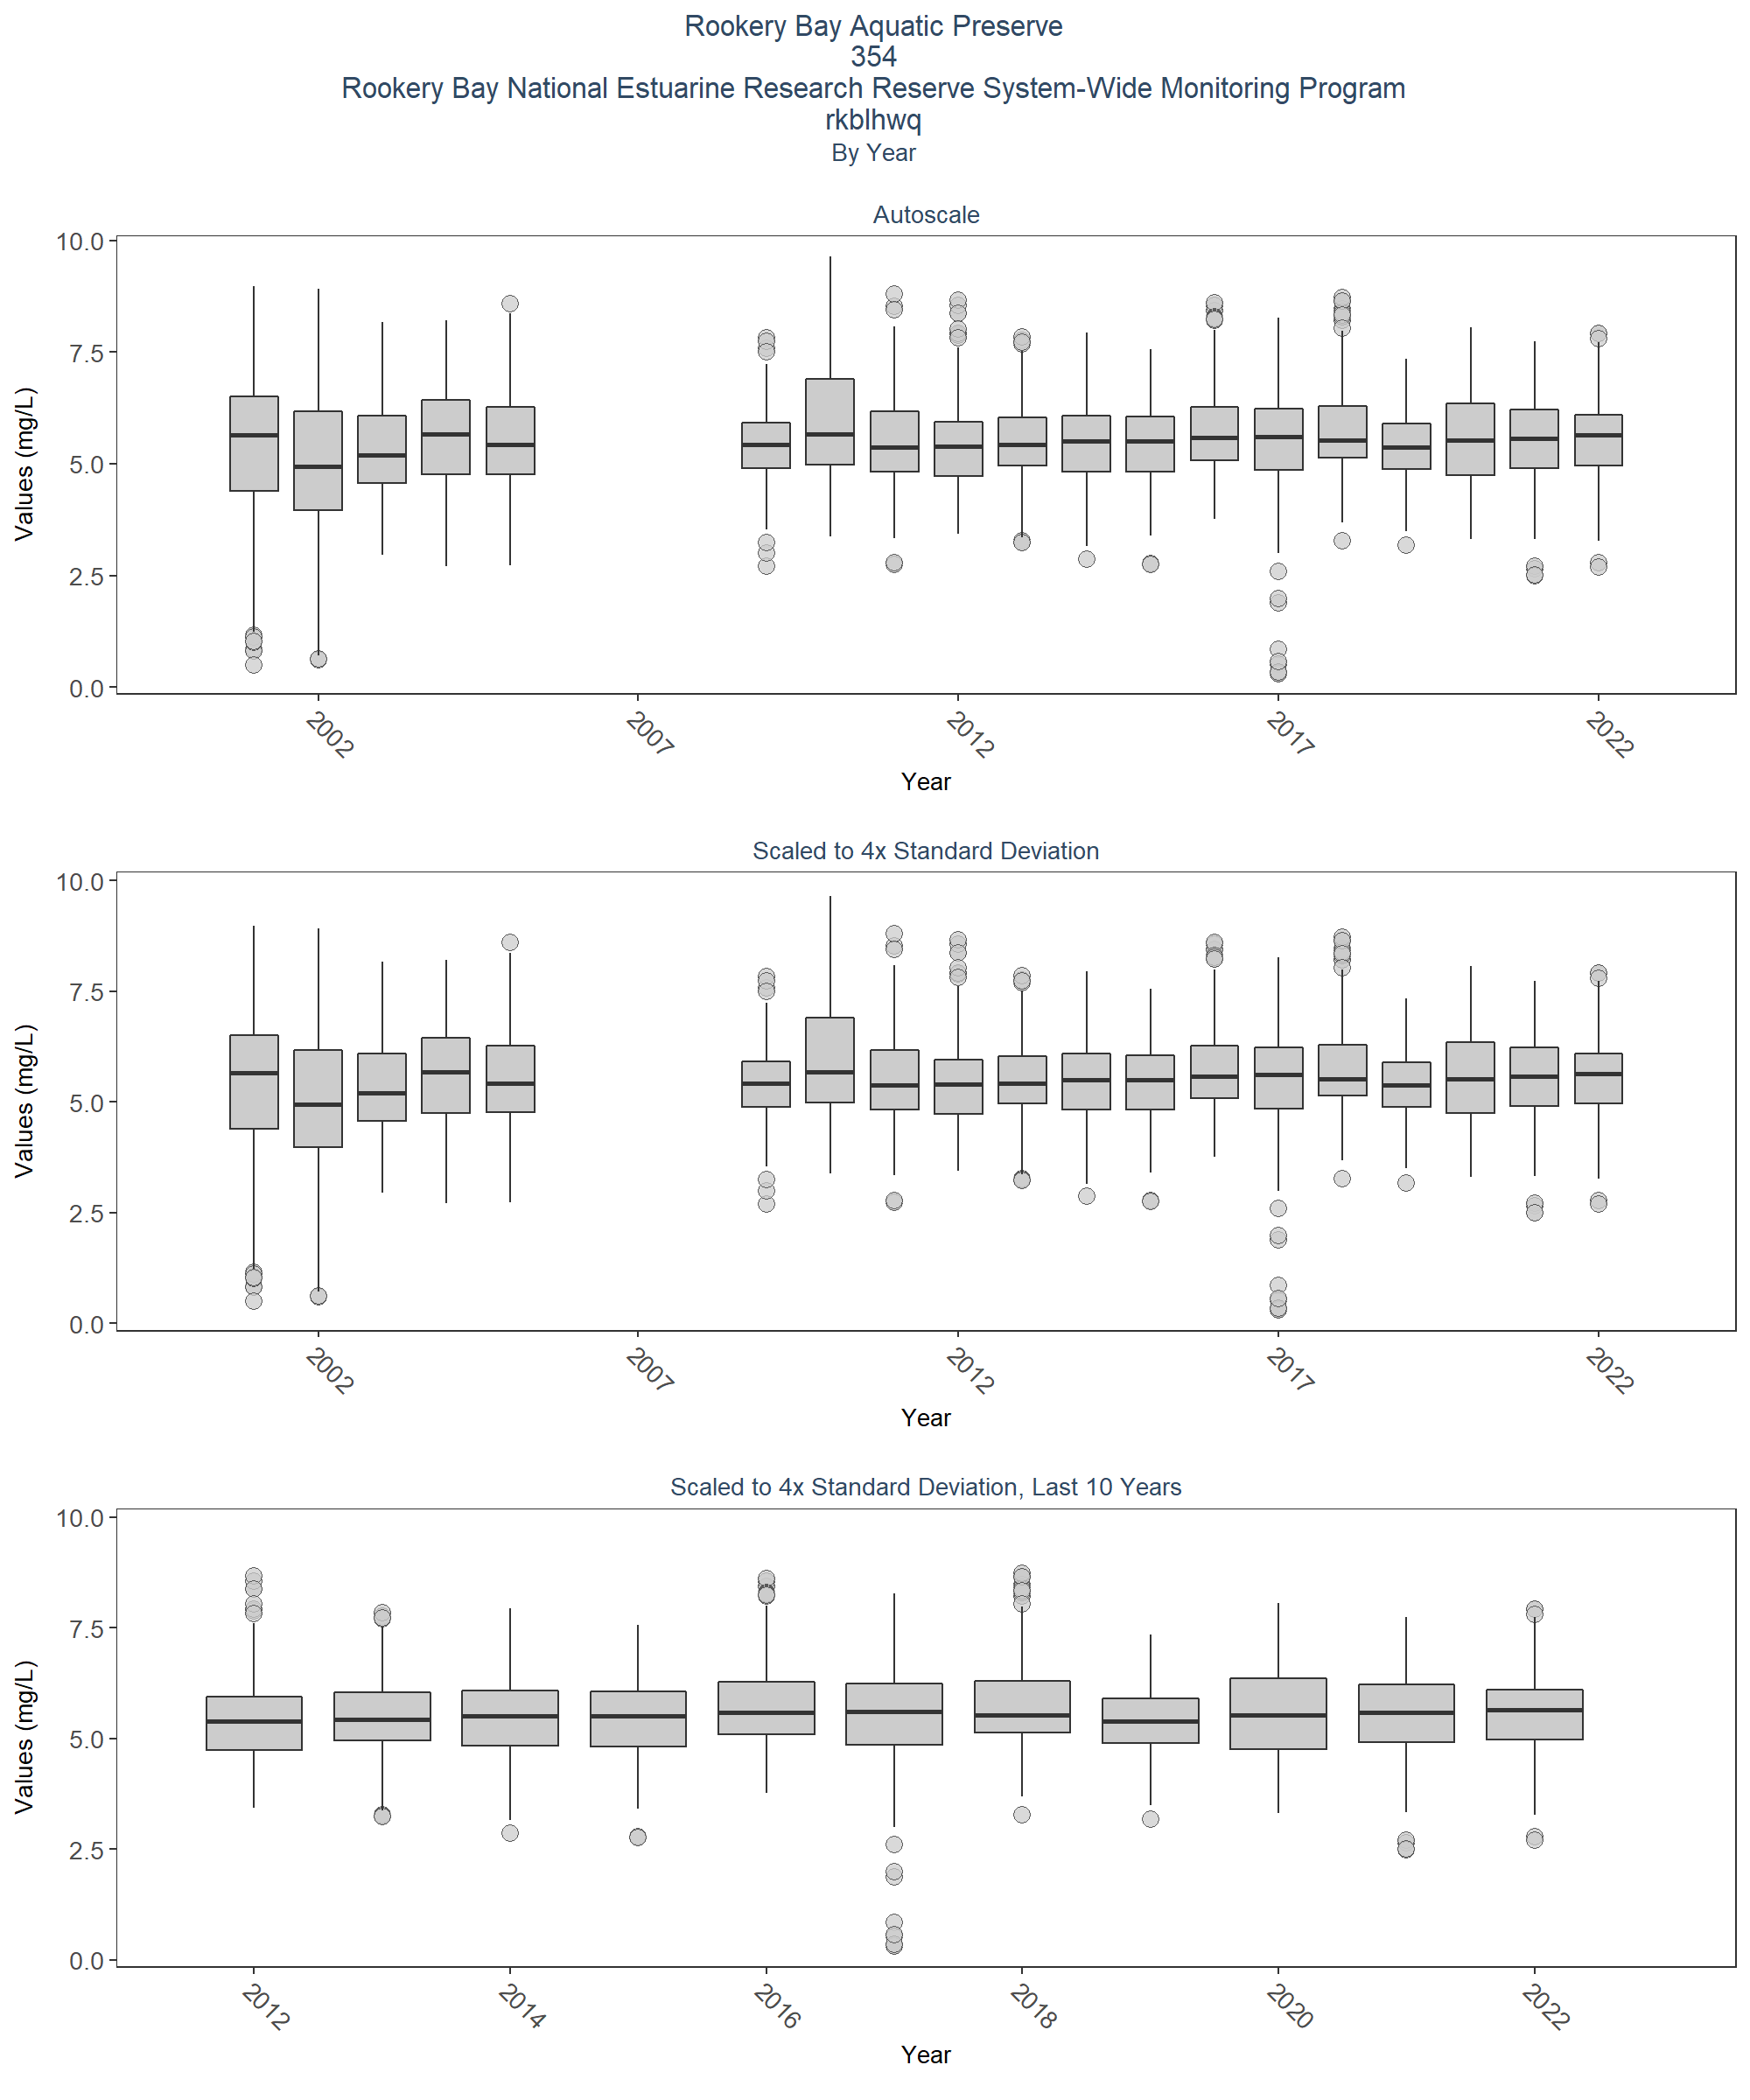 Rookery Bay Aquatic Preserve
354
Rookery Bay National Estuarine Research Reserve System-Wide Monitoring Program
rkblhwq
By Year
Autoscale
Values (mg/L)
10.0
7.5
5.0
2.5
0.0
2002
2007
2012
2017
2022
Year
Scaled to 4x Standard Deviation
Values (mg/L)
10.0
7.5
5.0
2.5
0.0
2002
2007
2012
2017
2022
Year
Scaled to 4x Standard Deviation, Last 10 Years
Values (mg/L)
10.0
7.5
5.0
2.5
0.0
2012
2014
2016
2018
2020
2022
Year